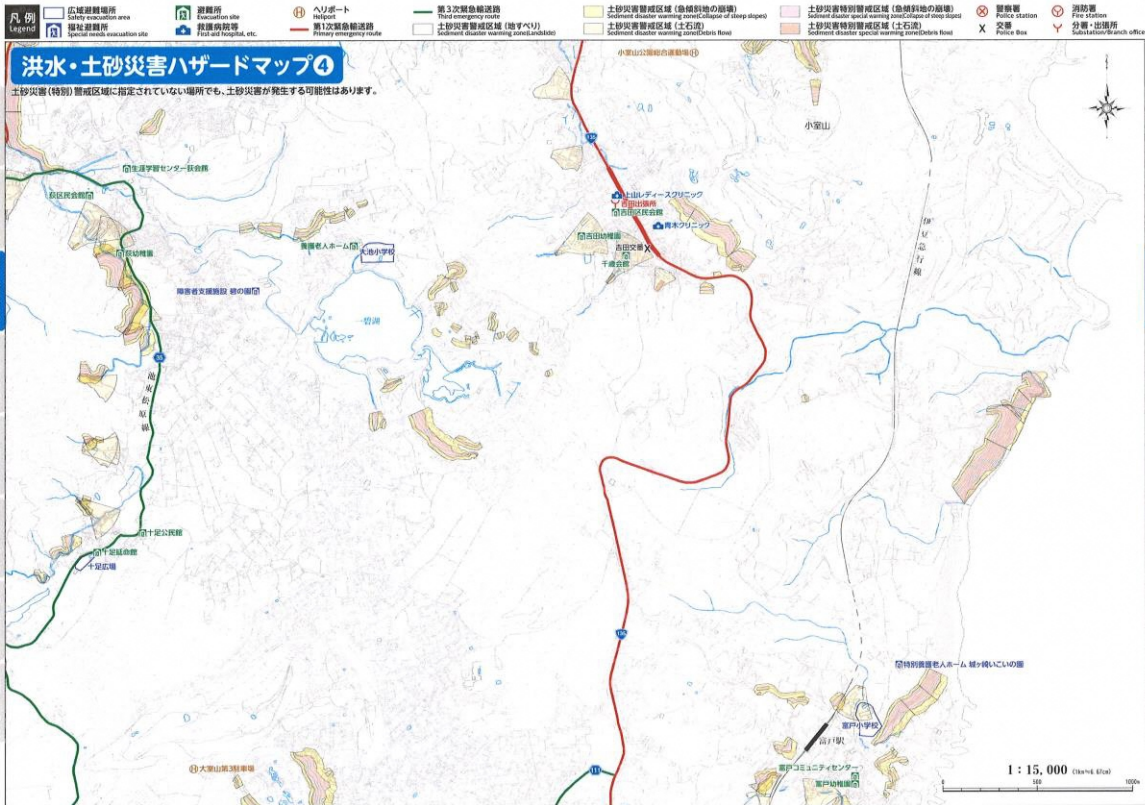 凡例
Legend
広域避難場所
Safety evacuation area
福祉避難所
Special needs evacuation site
避難所
Evacuation site
救護病院等
First-aid hospital, etc.
ヘリポート
Heliport
第1次緊急輸送路
Primary emergency route
第3次緊急輸送路
Third emergency route
土砂災害警戒区域（地すべり）
Sediment disaster warning zone(Landslide)
土砂災害警戒区域（急傾斜地の崩壊）
Sediment disaster warning zone(Collapse of steep slopes)
土砂災害警戒区域（土石流）
Sediment disaster warning zone(Debris flow)
土砂災害特別警戒区域（急傾斜地の崩壊）
Sediment disaster special warning zone(Collapse of steep slopes)
土砂災害特別警戒区域（土石流）
Sediment disaster special warning zone(Debris flow)
警察署
Police station
交番
Police Box
消防署
Fire station
分署・出張所
Substation/Branch office
洪水・土砂災害ハザードマップ❹
土砂災害(特別)警戒区域に指定されていない場所でも、土砂災害が発生する可能性はあります。
小室山公園総合運動場
小室山
135
生涯学習センター荻会館
荻区民会館
荻幼稚園
養護老人ホーム
大池小学校
障害者支援施設 碧の園
一碧湖
上山レディースクリニック
吉田出張所
吉田区民会館
青木クリニック
吉田幼稚園
吉田交番
千歳会館
伊豆急行線
池東松原線
十足公民館
十足延命館
十足広場
135
特別養護老人ホーム 城ヶ崎いこいの園
富戸小学校
富戸駅
富戸コミュニティセンター
富戸幼稚園
大室山第3駐車場
111
1：15,000
0
500
1000m